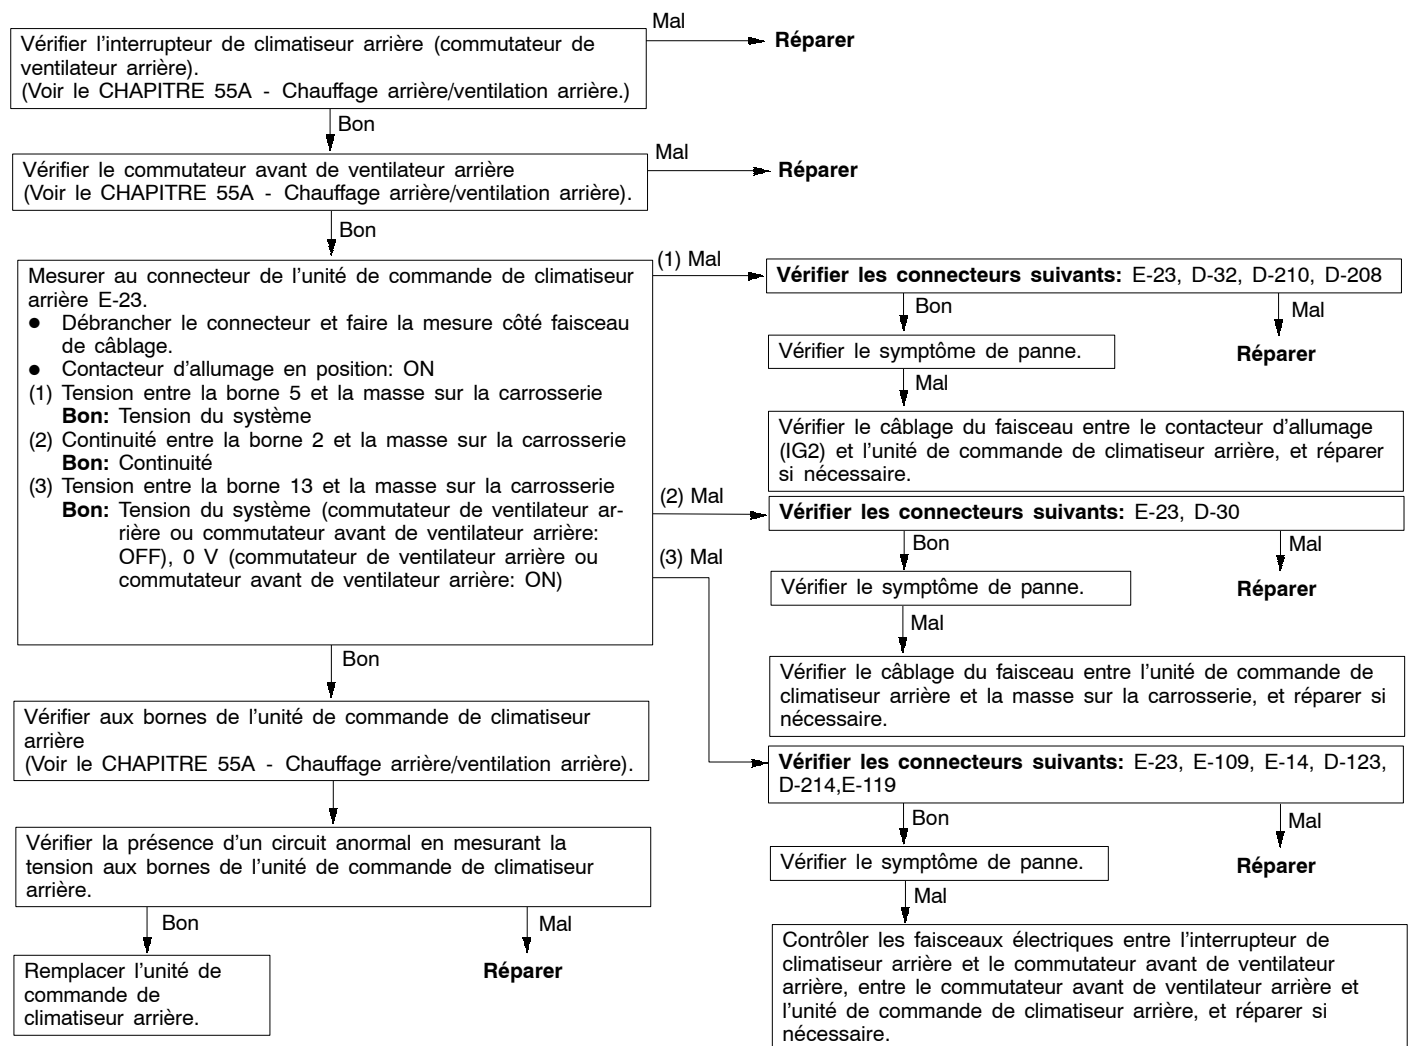 Vérifier l'interrupteur de climatiseur arrière (commutateur de
ventilateur arrière).
(Voir le CHAPITRE 55A - Chauffage arrière/ventilation arrière.)
Mal
Réparer
Bon
Vérifier le commutateur avant de ventilateur arrière
(Voir le CHAPITRE 55A - Chauffage arrière/ventilation arrière).
Mal
Réparer
Bon
Mesurer au connecteur de l'unité de commande de climatiseur
arrière E-23.
● Débrancher le connecteur et faire la mesure côté faisceau
de câblage.
● Contacteur d'allumage en position: ON
(1) Tension entre la borne 5 et la masse sur la carrosserie
Bon: Tension du système
(2) Continuité entre la borne 2 et la masse sur la carrosserie
Bon: Continuité
(3) Tension entre la borne 13 et la masse sur la carrosserie
Bon: Tension du système (commutateur de ventilateur ar-
rière ou commutateur avant de ventilateur arrière:
OFF), 0 V (commutateur de ventilateur arrière ou
commutateur avant de ventilateur arrière: ON)
(1) Mal
Vérifier les connecteurs suivants: E-23, D-32, D-210, D-208
Bon
Mal
Vérifier le symptôme de panne.
Réparer
Mal
Vérifier le câblage du faisceau entre le contacteur d'allumage
(IG2) et l'unité de commande de climatiseur arrière, et réparer
si nécessaire.
(2) Mal
Vérifier les connecteurs suivants: E-23, D-30
Bon
Mal
Vérifier le symptôme de panne.
Réparer
Mal
Vérifier le câblage du faisceau entre l'unité de commande de
climatiseur arrière et la masse sur la carrosserie, et réparer si
nécessaire.
(3) Mal
Vérifier les connecteurs suivants: E-23, E-109, E-14, D-123,
D-214,E-119
Bon
Mal
Vérifier le symptôme de panne.
Réparer
Mal
Contrôler les faisceaux électriques entre l'interrupteur de
climatiseur arrière et le commutateur avant de ventilateur
arrière, entre le commutateur avant de ventilateur arrière et
l'unité de commande de climatiseur arrière, et réparer si
nécessaire.
Bon
Vérifier aux bornes de l'unité de commande de climatiseur
arrière
(Voir le CHAPITRE 55A - Chauffage arrière/ventilation arrière).
Vérifier la présence d'un circuit anormal en mesurant la
tension aux bornes de l'unité de commande de climatiseur
arrière.
Bon
Mal
Remplacer l'unité de
commande de
climatiseur arrière.
Réparer